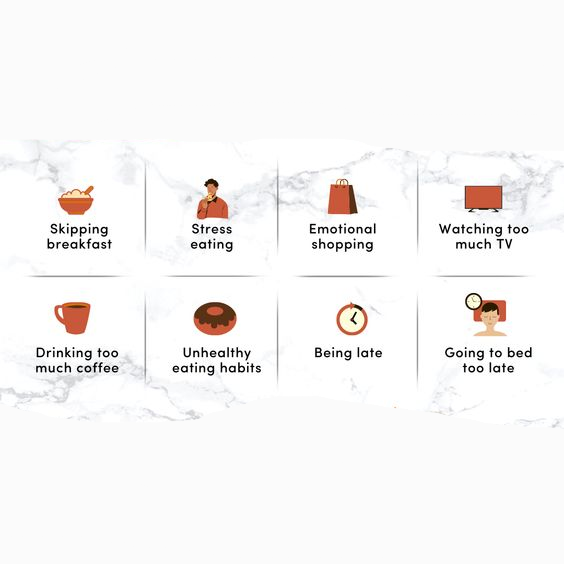 Skipping
breakfast
Stress
eating
Emotional
shopping
Watching too
much TV
Drinking too
much coffee
Unhealthy
eating habits
Being late
Going to bed
too late